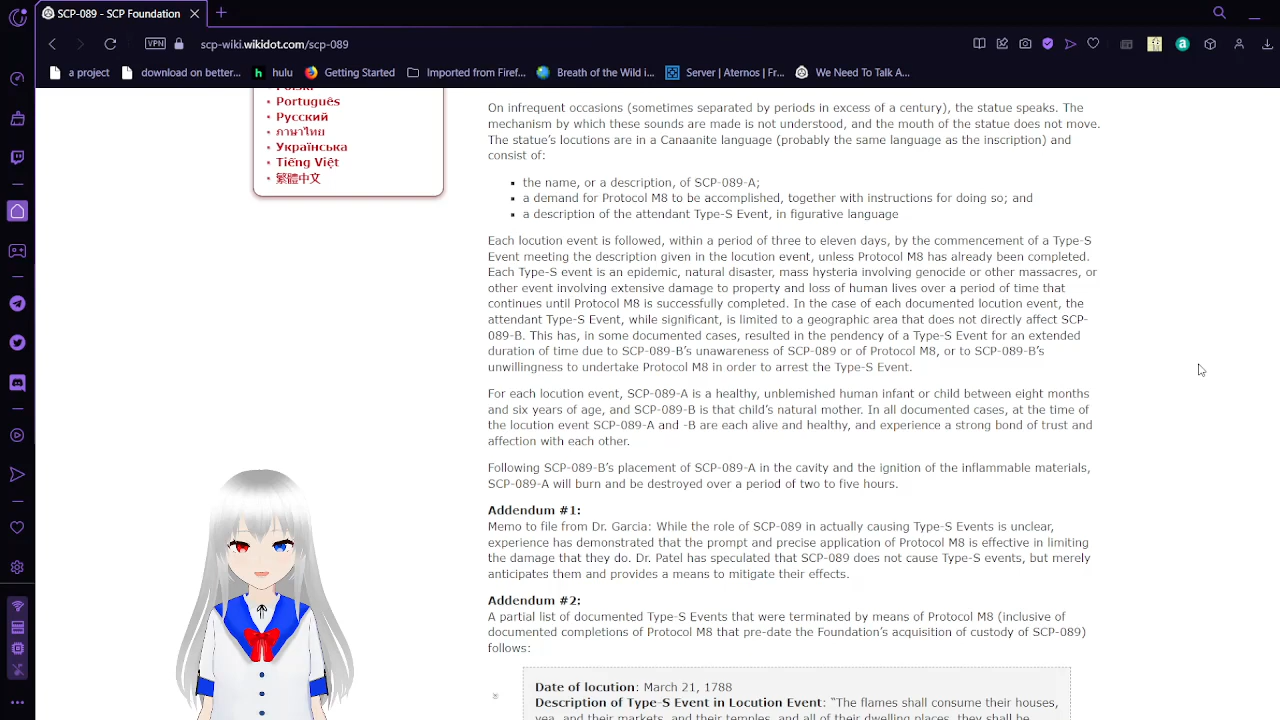 SCP-089 - SCP Foundation
VPN
scp-wiki.wikidot.com/scp-089
a project
download on better...
hulu
Getting Started
Imported from Firef...
Breath of the Wild i...
Server | Aternos | Fr...
We Need To Talk A...
Polski
Português
Русский
ภาษาไทย
Українська
Tiếng Việt
繁體中文
On infrequent occasions (sometimes separated by periods in excess of a century), the statue speaks. The
mechanism by which these sounds are made is not understood, and the mouth of the statue does not move.
The statue’s locutions are in a Canaanite language (probably the same language as the inscription) and
consist of:
the name, or a description, of SCP-089-A;
a demand for Protocol M8 to be accomplished, together with instructions for doing so; and
a description of the attendant Type-S Event, in figurative language
Each locution event is followed, within a period of three to eleven days, by the commencement of a Type-S
Event meeting the description given in the locution event, unless Protocol M8 has already been completed.
Each Type-S event is an epidemic, natural disaster, mass hysteria involving genocide or other massacres, or
other event involving extensive damage to property and loss of human lives over a period of time that
continues until Protocol M8 is successfully completed. In the case of each documented locution event, the
attendant Type-S Event, while significant, is limited to a geographic area that does not directly affect SCP-
089-B. This has, in some documented cases, resulted in the pendency of a Type-S Event for an extended
duration of time due to SCP-089-B’s unawareness of SCP-089 or of Protocol M8, or to SCP-089-B’s
unwillingness to undertake Protocol M8 in order to arrest the Type-S Event.
For each locution event, SCP-089-A is a healthy, unblemished human infant or child between eight months
and six years of age, and SCP-089-B is that child’s natural mother. In all documented cases, at the time of
the locution event SCP-089-A and -B are each alive and healthy, and experience a strong bond of trust and
affection with each other.
Following SCP-089-B’s placement of SCP-089-A in the cavity and the ignition of the inflammable materials,
SCP-089-A will burn and be destroyed over a period of two to five hours.
Addendum #1:
Memo to file from Dr. Garcia: While the role of SCP-089 in actually causing Type-S Events is unclear,
experience has demonstrated that the prompt and precise application of Protocol M8 is effective in limiting
the damage that they do. Dr. Patel has speculated that SCP-089 does not cause Type-S events, but merely
anticipates them and provides a means to mitigate their effects.
Addendum #2:
A partial list of documented Type-S Events that were terminated by means of Protocol M8 (inclusive of
documented completions of Protocol M8 that pre-date the Foundation’s acquisition of custody of SCP-089)
follows:
Date of locution: March 21, 1788
Description of Type-S Event in Locution Event: “The flames shall consume their houses,
yea, and their markets, and their temples, and all of their dwelling places, they shall be